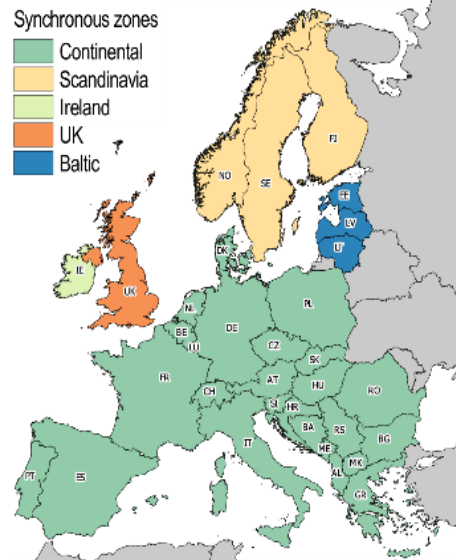 Synchronous zones
Continental
Scandinavia
Ireland
UK
Baltic
FI
NO
SE
EE
LV
LT
DK
IE
UK
NL
PL
DE
BE
LU
CZ
SK
FR
AT
HU
CH
RO
SI
HR
BA
RS
IT
BG
ME
MK
AL
PT
ES
GR